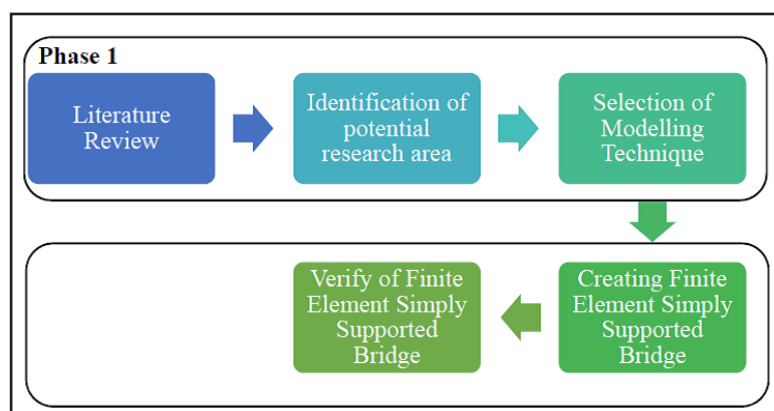 Phase 1
Literature
Review
Identification of
potential
research area
Selection of
Modelling
Technique
Creating Finite
Element Simply
Supported
Bridge
Verify of Finite
Element Simply
Supported
Bridge